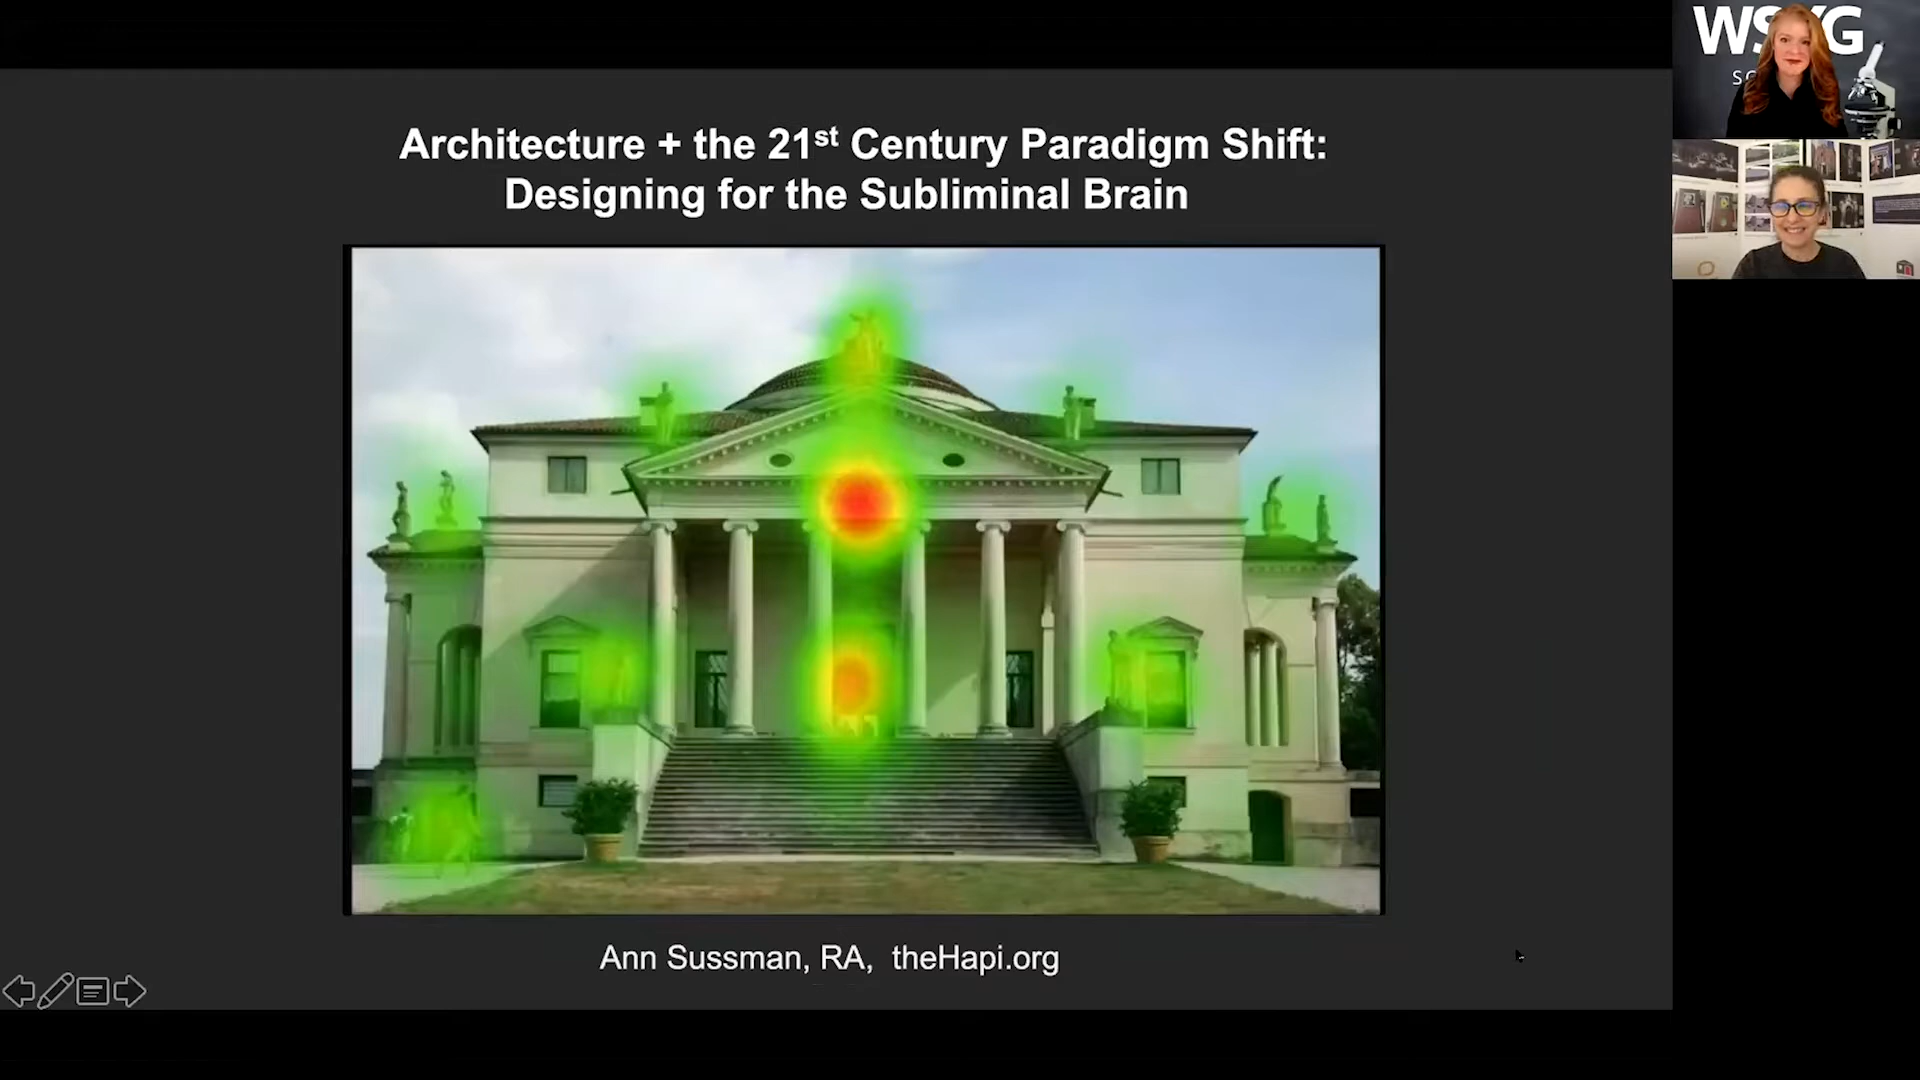 Architecture + the 21st Century Paradigm Shift:
Designing for the Subliminal Brain
Ann Sussman, RA, theHapi.org